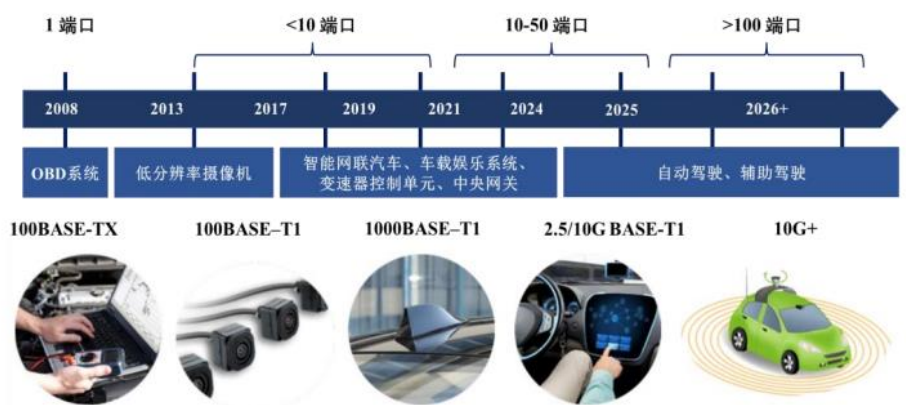 1 端口
<10 端口
10-50 端口
>100 端口
2008
2013
2017
2019
2021
2024
2025
2026+
OBD系统
低分辨率摄像机
智能网联汽车、车载娱乐系统、
变速器控制单元、中央网关
自动驾驶、辅助驾驶
100BASE-TX
100BASE–T1
1000BASE–T1
2.5/10G BASE-T1
10G+